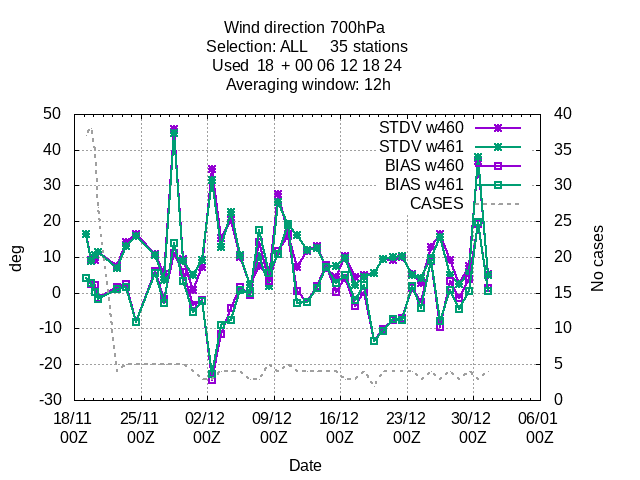 Wind direction 700hPa
Selection: ALL 35 stations
Used 18 + 00 06 12 18 24
Averaging window: 12h
50 40
STDV w460
STDV w461
BIAS w460
BIAS w461
CASES
40 35
30 30
20 25
10 20
0 15
-10 10
-20 5
-30 0
deg
No cases
18/11 25/11 02/12 09/12 16/12 23/12 30/12 06/01
00Z 00Z 00Z 00Z 00Z 00Z 00Z 00Z
Date